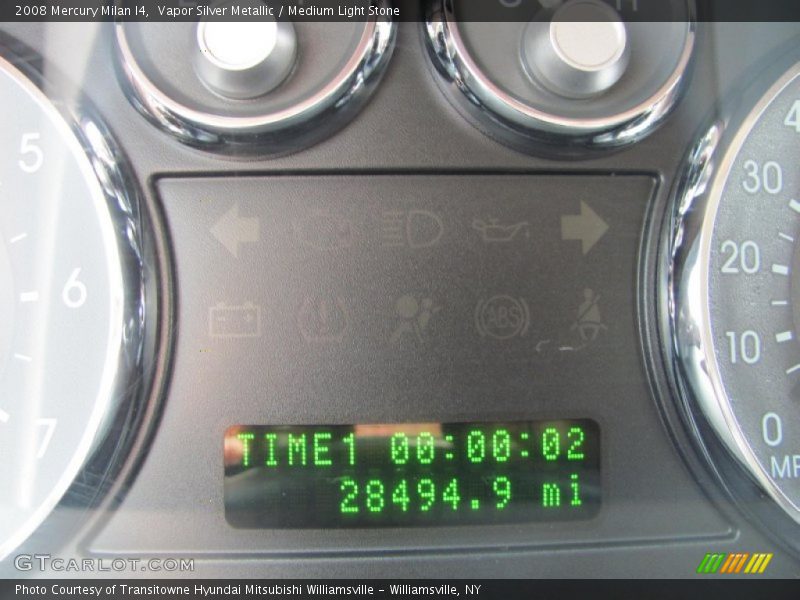 2008 Mercury Milan I4,  Vapor Silver Metallic / Medium Light Stone
5
6
7
4
30
20
10
0
MP
ABS
TIME1 00:00:02
28494.9 mi
GTCARLOT.COM
Photo Courtesy of Transitowne Hyundai Mitsubishi Williamsville – Williamsville, NY